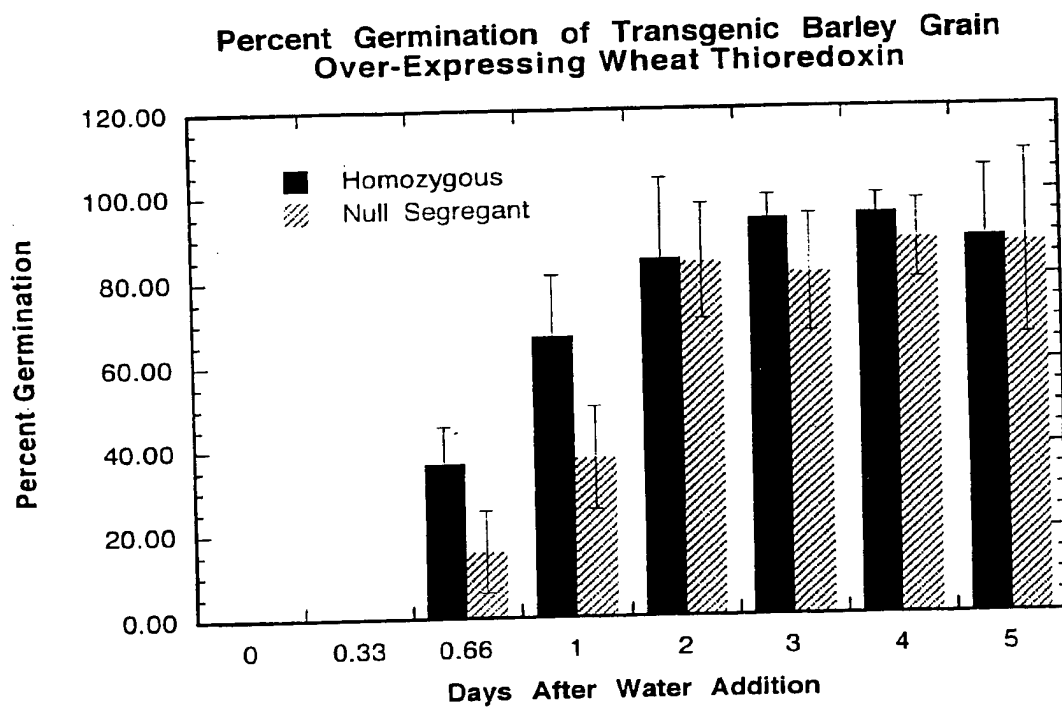 Percent Germination of Transgenic Barley Grain
Over-Expressing Wheat Thioredoxin
120.00
100.00
80.00
60.00
40.00
20.00
0.00
Percent Germination
Homozygous
Null Segregant
0 0.33 0.66 1 2 3 4 5
Days After Water Addition